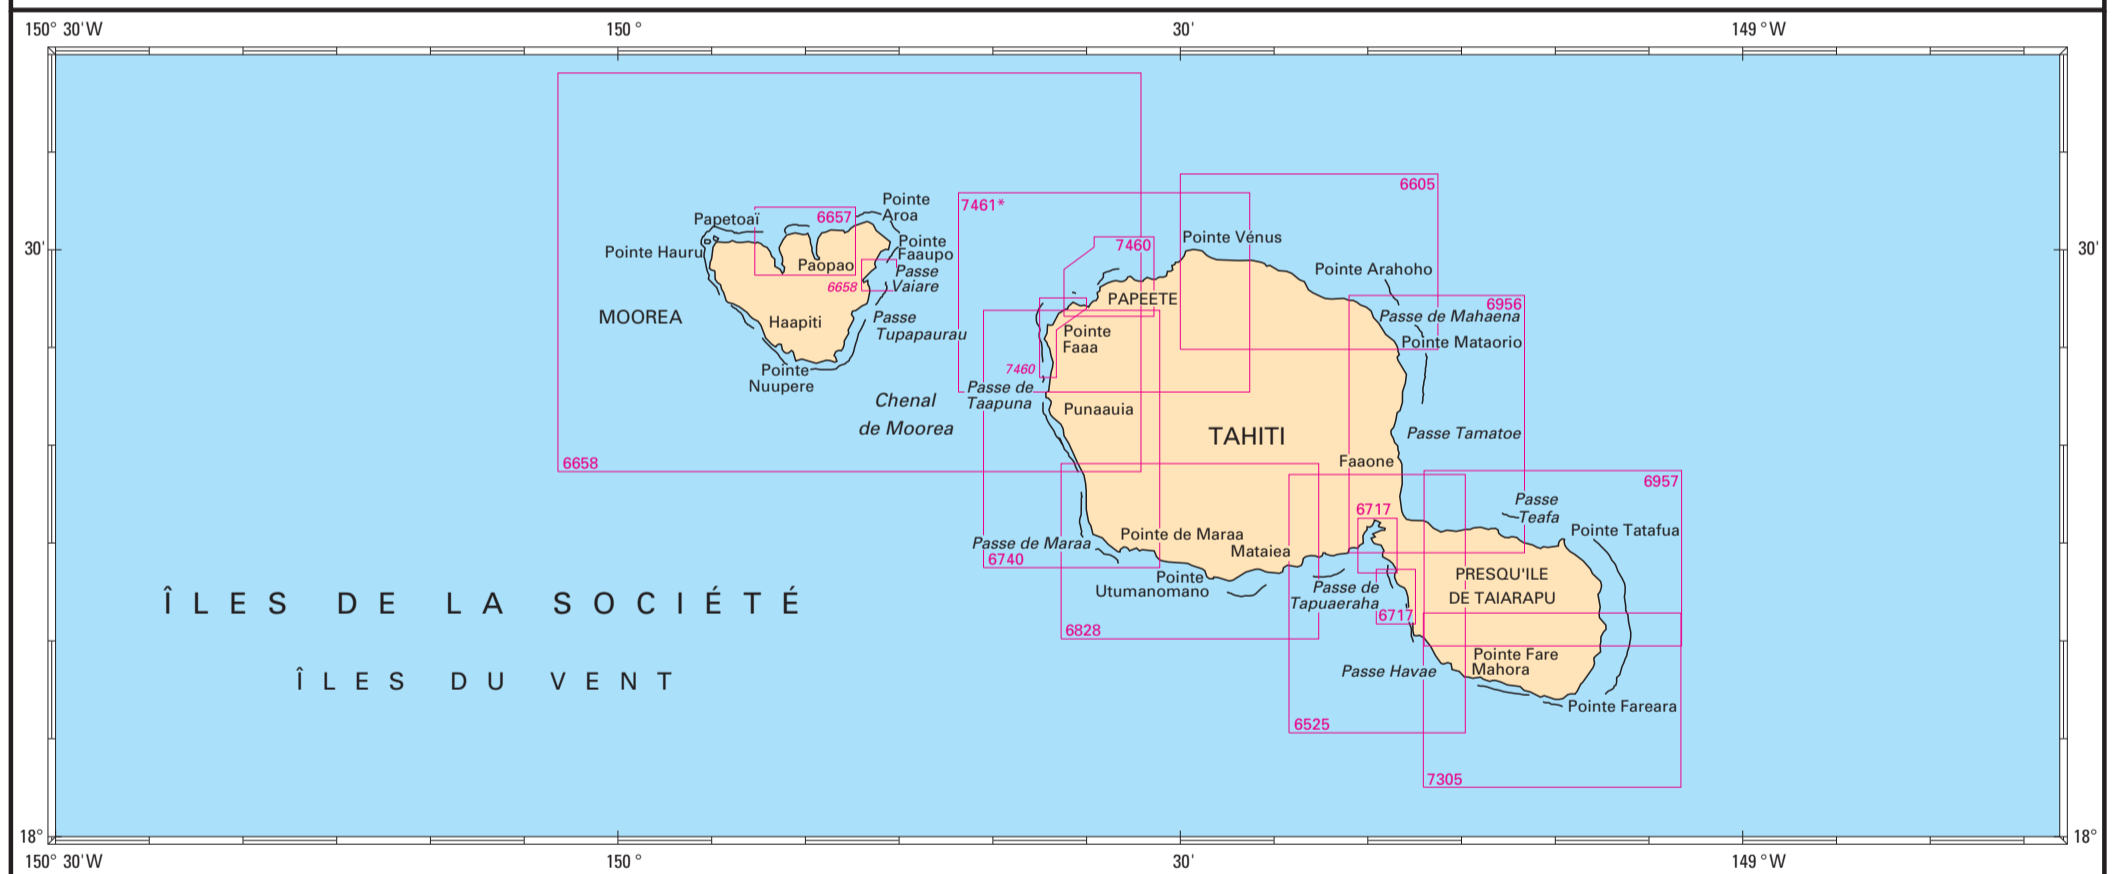 150° 30'W
150°
30'
149°W
Pointe
Aroa
Papetoaï
6657
Pointe Hauru
Pointe
Faaupo
Paopao
Passe
Vaiare
6658
MOOREA
Haapiti
Passe
Tupapaurau
Pointe
Nuupere
Chenal
de Moorea
6658
7461*
6605
7460
Pointe Vénus
Pointe Arahoho
30'
30'
PAPEETE
6956
Passe de Mahaena
Pointe
Faaa
Pointe Mataorio
7460
Passe de
Taapuna
Punaauia
TAHITI
Passe Tamatoe
Faaone
6957
Passe
Teafa
6717
Pointe Tatafua
Pointe de Maraa
Passe de Maraa
Mataiea
6740
Pointe
Utumanomano
PRESQU'ILE
DE TAIARAPU
Passe de
Tapuaeraha
6717
6828
Pointe Fare
Mahora
Passe Havae
Pointe Fareara
6525
7305
ÎLES DE LA SOCIÉTÉ
ÎLES DU VENT
18°
18°
150° 30'W
150°
30'
149°W